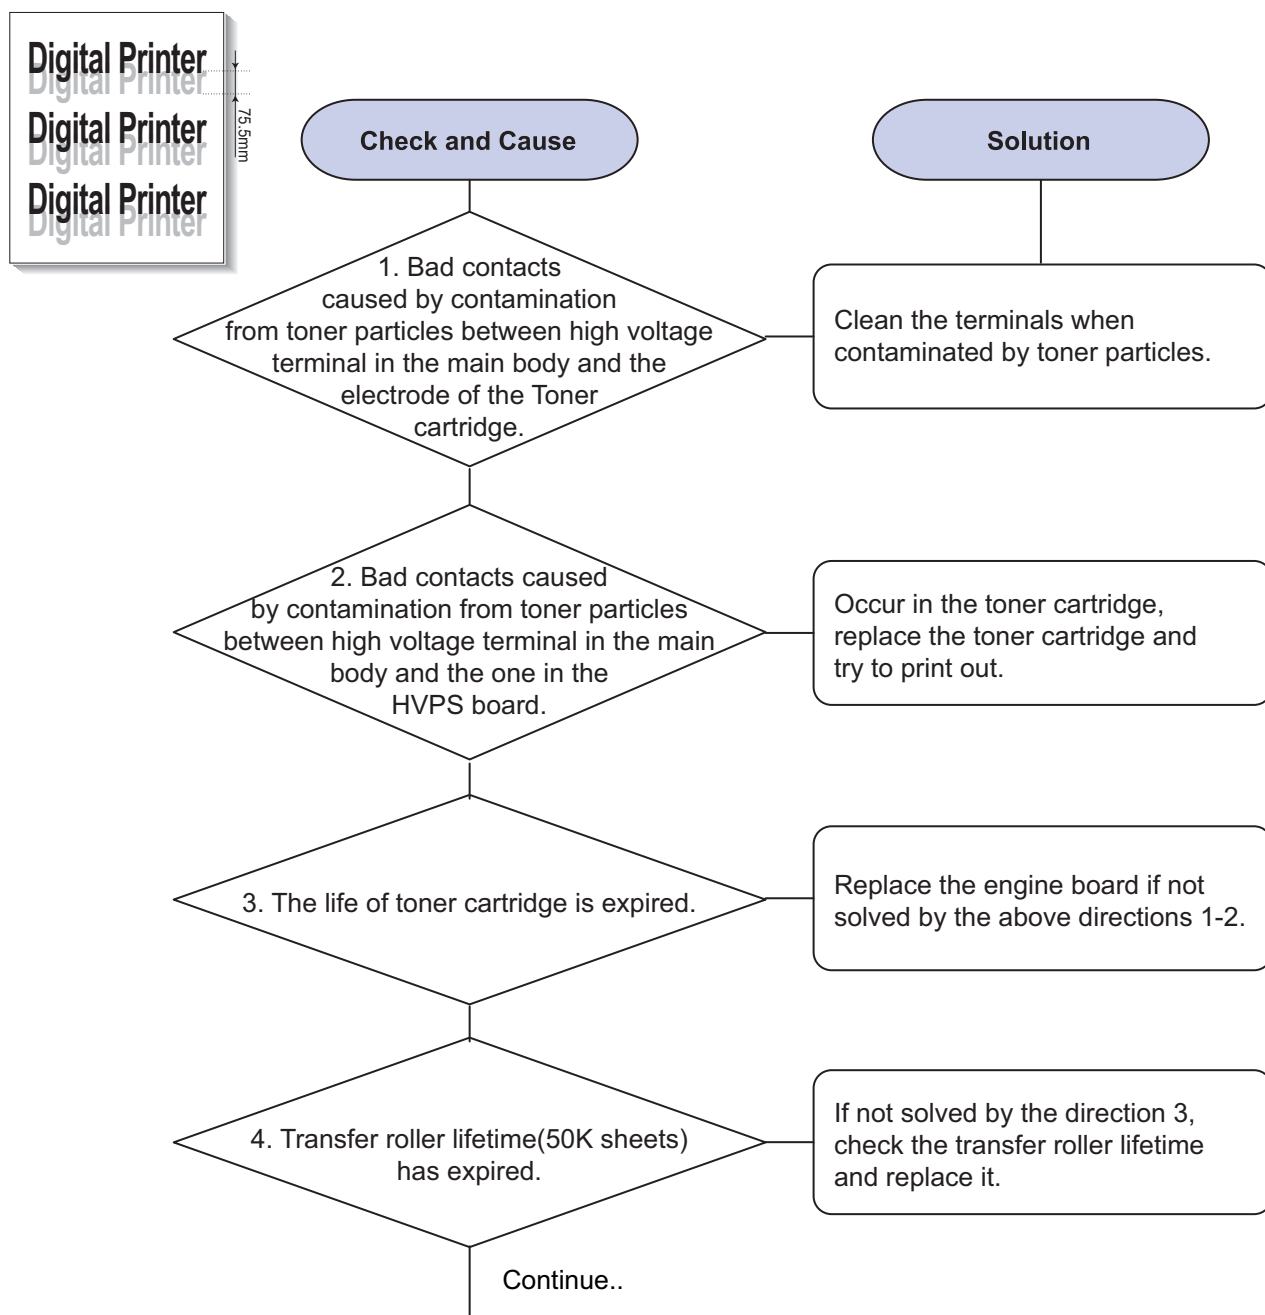 Digital Printer
Digital Printer
Digital Printer
Digital Printer
Digital Printer
Digital Printer
75.5mm
Check and Cause
Solution
1. Bad contacts
caused by contamination
from toner particles between high voltage
terminal in the main body and the
electrode of the Toner
cartridge.
Clean the terminals when
contaminated by toner particles.
2. Bad contacts caused
by contamination from toner particles
between high voltage terminal in the main
body and the one in the
HVPS board.
Occur in the toner cartridge,
replace the toner cartridge and
try to print out.
3. The life of toner cartridge is expired.
Replace the engine board if not
solved by the above directions 1-2.
4. Transfer roller lifetime(50K sheets)
has expired.
If not solved by the direction 3,
check the transfer roller lifetime
and replace it.
Continue..